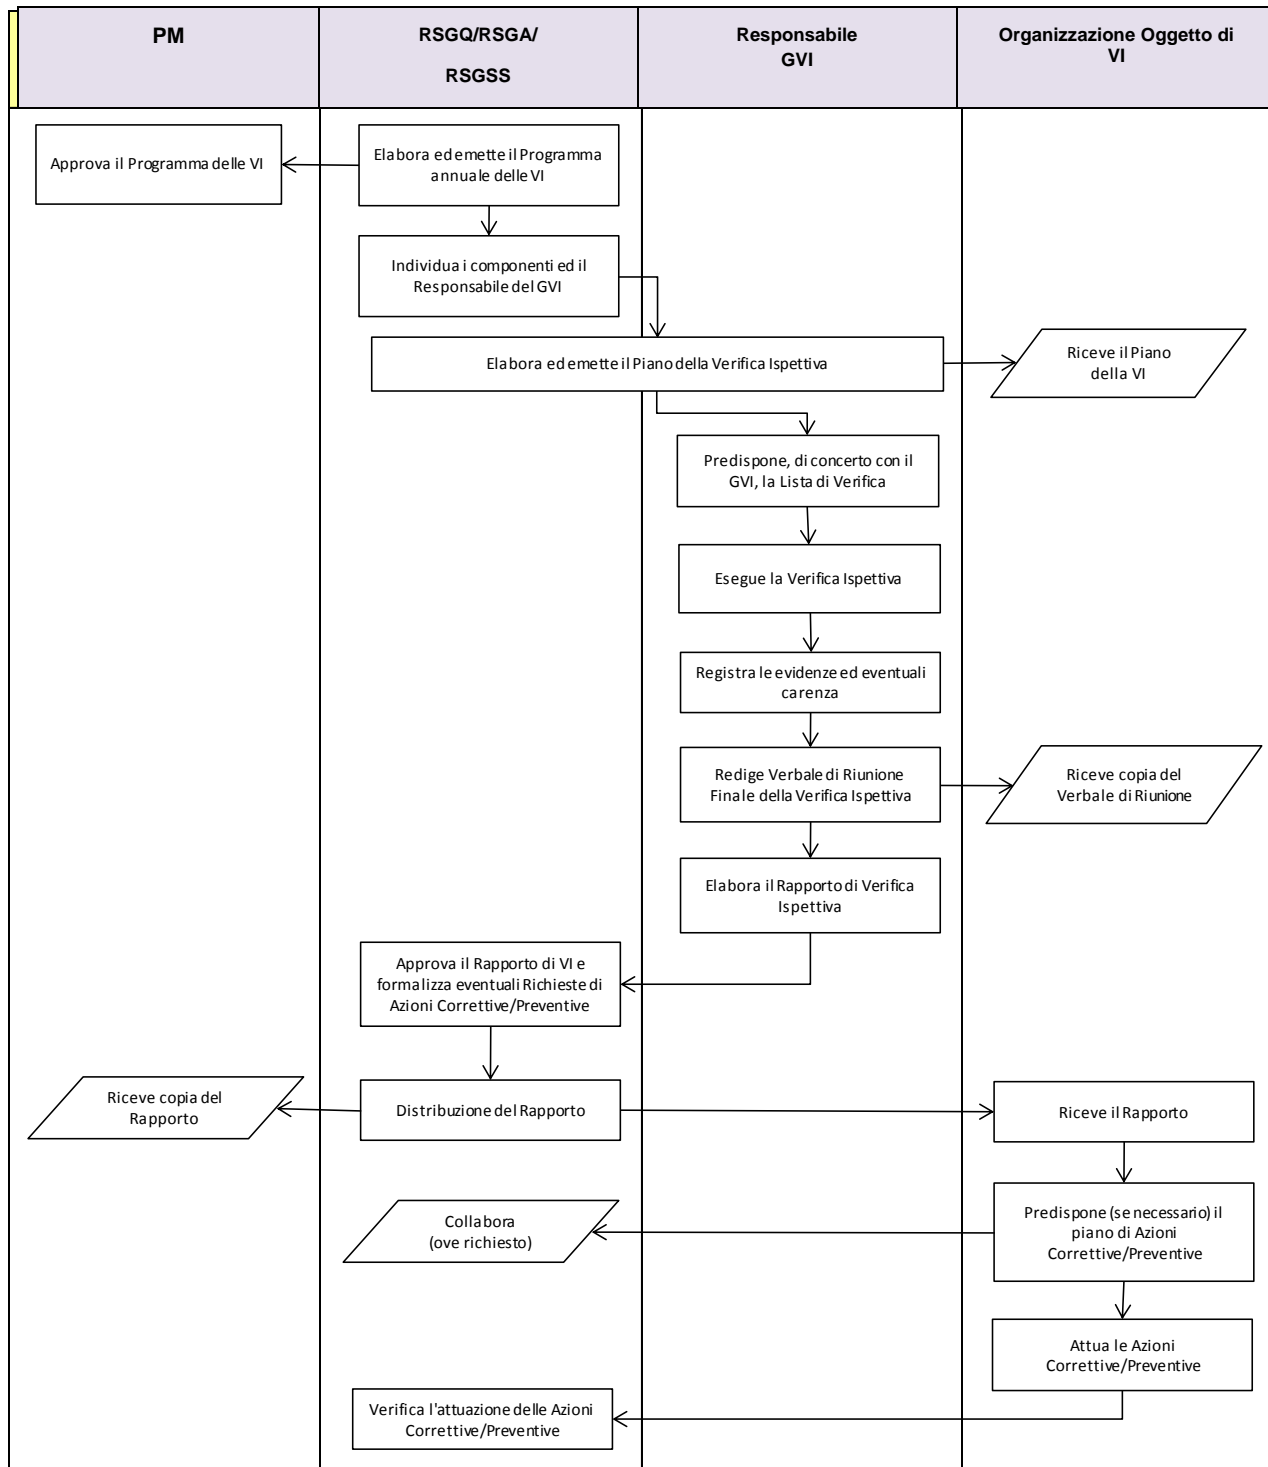 PM
RSGQ/RSGA/
RSGSS
Responsabile
GVI
Organizzazione Oggetto di
VI
Approva il Programma delle VI
Elabora ed emette il Programma
annuale delle VI
Individua i componenti ed il
Responsabile del GVI
Elabora ed emette il Piano della Verifica Ispettiva
Riceve il Piano
della VI
Predispone, di concerto con il
GVI, la Lista di Verifica
Esegue la Verifica Ispettiva
Registra le evidenze ed eventuali
carenza
Redige Verbale di Riunione
Finale della Verifica Ispettiva
Riceve copia del
Verbale di Riunione
Elabora il Rapporto di Verifica
Ispettiva
Approva il Rapporto di VI e
formalizza eventuali Richieste di
Azioni Correttive/Preventive
Riceve copia del
Rapporto
Distribuzione del Rapporto
Riceve il Rapporto
Collabora
(ove richiesto)
Predispone (se necessario) il
piano di Azioni
Correttive/Preventive
Attua le Azioni
Correttive/Preventive
Verifica l'attuazione delle Azioni
Correttive/Preventive